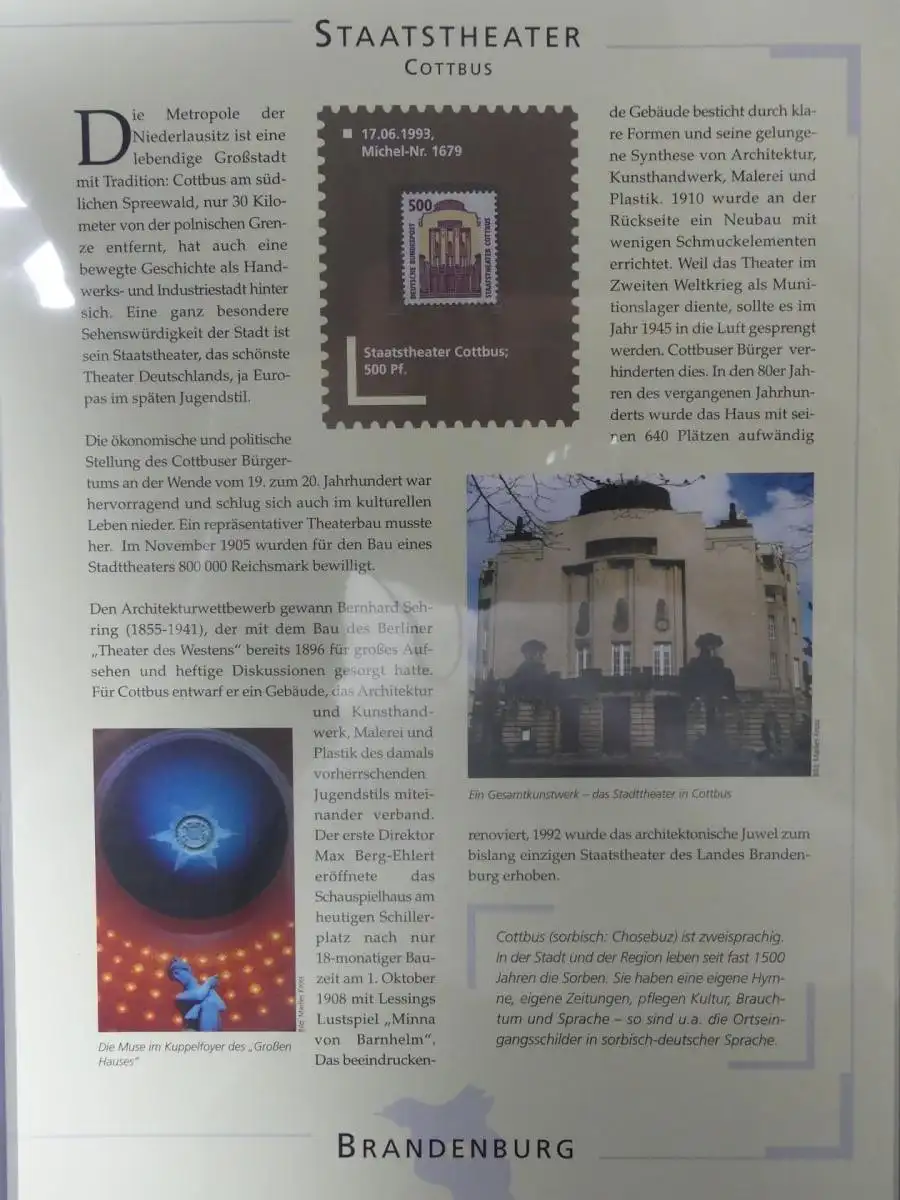 STAATSTHEATER
COTTBUS
Die Metropole der
Niederlausitz ist eine
lebendige Großstadt
mit Tradition: Cottbus am süd-
lichen Spreewald, nur 30 Kilo-
meter von der polnischen Gren-
ze entfernt, hat auch eine
bewegte Geschichte als Hand-
werks- und Industriestadt hinter
sich. Eine ganz besondere
Sehenswürdigkeit der Stadt ist
sein Staatstheater, das schönste
Theater Deutschlands, ja Euro-
pas im späten Jugendstil.
Die ökonomische und politische
Stellung des Cottbuser Bürger-
tums an der Wende vom 19. zum 20. Jahrhundert war
hervorragend und schlug sich auch im kulturellen
Leben nieder. Ein repräsentativer Theaterbau musste
her. Im November 1905 wurden für den Bau eines
Stadttheaters 800 000 Reichsmark bewilligt.
Den Architekturwettbewerb gewann Bernhard Seh-
ring (1855-1941), der mit dem Bau des Berliner
„Theater des Westens“ bereits 1896 für großes Auf-
sehen und heftige Diskussionen gesorgt hatte.
Für Cottbus entwarf er ein Gebäude, das Architektur
und Kunsthand-
werk, Malerei und
Plastik des damals
vorherrschenden
Jugendstils mitei-
nander verband.
Der erste Direktor
Max Berg-Ehlert
eröffnete das
Schauspielhaus am
heutigen Schiller-
platz nach nur
18-monatiger Bau-
zeit am 1. Oktober
1908 mit Lessings
Lustspiel „Minna
von Barnhelm“.
Das beeindrucken-
Bild: Marlies Kross
Die Muse im Kuppelfoyer des „Großen
Hauses“
17.06.1993,
Michel-Nr. 1679
500
DEUTSCHE BUNDESPOST
STAATSTHEATER COTTBUS
Staatstheater Cottbus;
500 Pf.
de Gebäude besticht durch kla-
re Formen und seine gelunge-
ne Synthese von Architektur,
Kunsthandwerk, Malerei und
Plastik. 1910 wurde an der
Rückseite ein Neubau mit
wenigen Schmuckelementen
errichtet. Weil das Theater im
Zweiten Weltkrieg als Muni-
tionslager diente, sollte es im
Jahr 1945 in die Luft gesprengt
werden. Cottbuser Bürger ver-
hinderten dies. In den 80er Jah-
ren des vergangenen Jahrhun-
derts wurde das Haus mit sei-
nen 640 Plätzen aufwändig
Bild: Marlies Kross
Ein Gesamtkunstwerk – das Stadttheater in Cottbus
renoviert, 1992 wurde das architektonische Juwel zum
bislang einzigen Staatstheater des Landes Branden-
burg erhoben.
Cottbus (sorbisch: Chosebuz) ist zweisprachig.
In der Stadt und der Region leben seit fast 1500
Jahren die Sorben. Sie haben eine eigene Hym-
ne, eigene Zeitungen, pflegen Kultur, Brauch-
tum und Sprache – so sind u.a. die Ortsein-
gangsschilder in sorbisch-deutscher Sprache.
BRANDENBURG